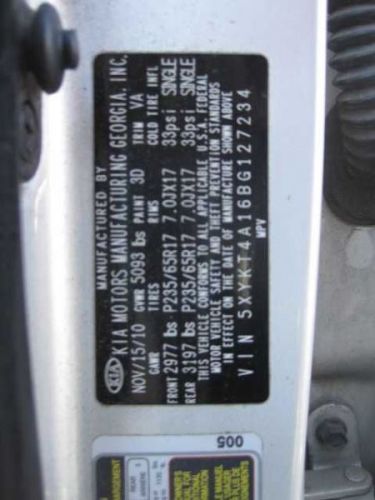 MANUFACTURED BY
KIA KIA MOTORS MANUFACTURING GEORGIA, INC.
NOV/15/10 GVWR 5093 lbs PAINT 3D TRIM VA
GAWR TIRES RIMS COLD TIRE INFL
FRONT 2977 lbs P235/65R17 7.0JX17 33psi SINGLE
REAR 3197 lbs P235/65R17 7.0JX17 33psi SINGLE
THIS VEHICLE CONFORMS TO ALL APPLICABLE U.S.A. FEDERAL
MOTOR VEHICLE SAFETY AND THEFT PREVENTION STANDARDS
IN EFFECT ON THE DATE OF MANUFACTURE SHOWN ABOVE
VIN 5XYKT4A16BG127234
MPV
005